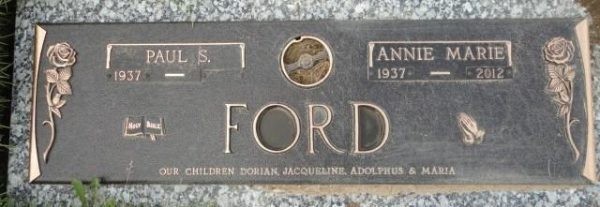 PAUL S.
1937 —
ANNIE MARIE
1937 — 2012
HOLY BIBLE
FORD
OUR CHILDREN DORIAN, JACQUELINE, ADOLPHUS & MARIA